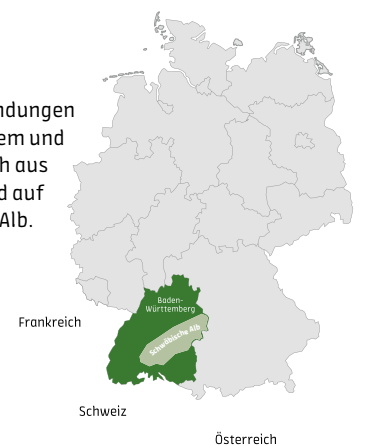 ndungen
em und
h aus
d auf
Alb.
Baden-
Württemberg
Schwäbische Alb
Frankreich
Schweiz
Österreich